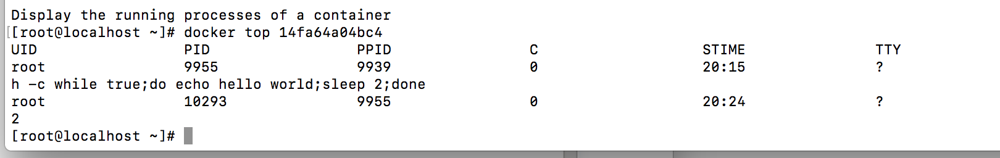 Display the running processes of a container
[[root@localhost ~]# docker top 14fa64a04bc4
UID PID PPID C STIME TTY
root 9955 9939 0 20:15 ?
h -c while true;do echo hello world;sleep 2;done
root 10293 9955 0 20:24 ?
2
[root@localhost ~]#